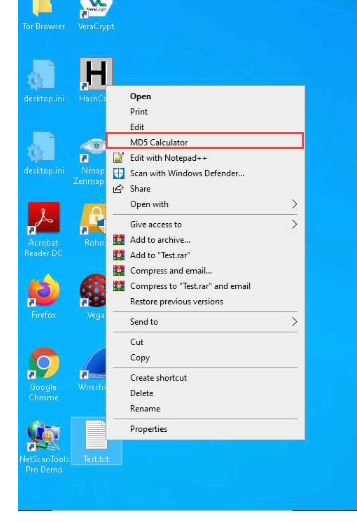 Tor Browser
VeraCrypt
desktop.ini
HashC
desktop.ini
Nmap
Zenmap
Acrobat
Reader DC
Roho
Firefox
Vega
Google
Chrome
Wiresha
NetScanTools
Pro Demo
Test.txt
Open
Print
Edit
MD5 Calculator
Edit with Notepad++
Scan with Windows Defender...
Share
Open with
Give access to
Add to archive...
Add to "Test.rar"
Compress and email...
Compress to "Test.rar" and email
Restore previous versions
Send to
Cut
Copy
Create shortcut
Delete
Rename
Properties